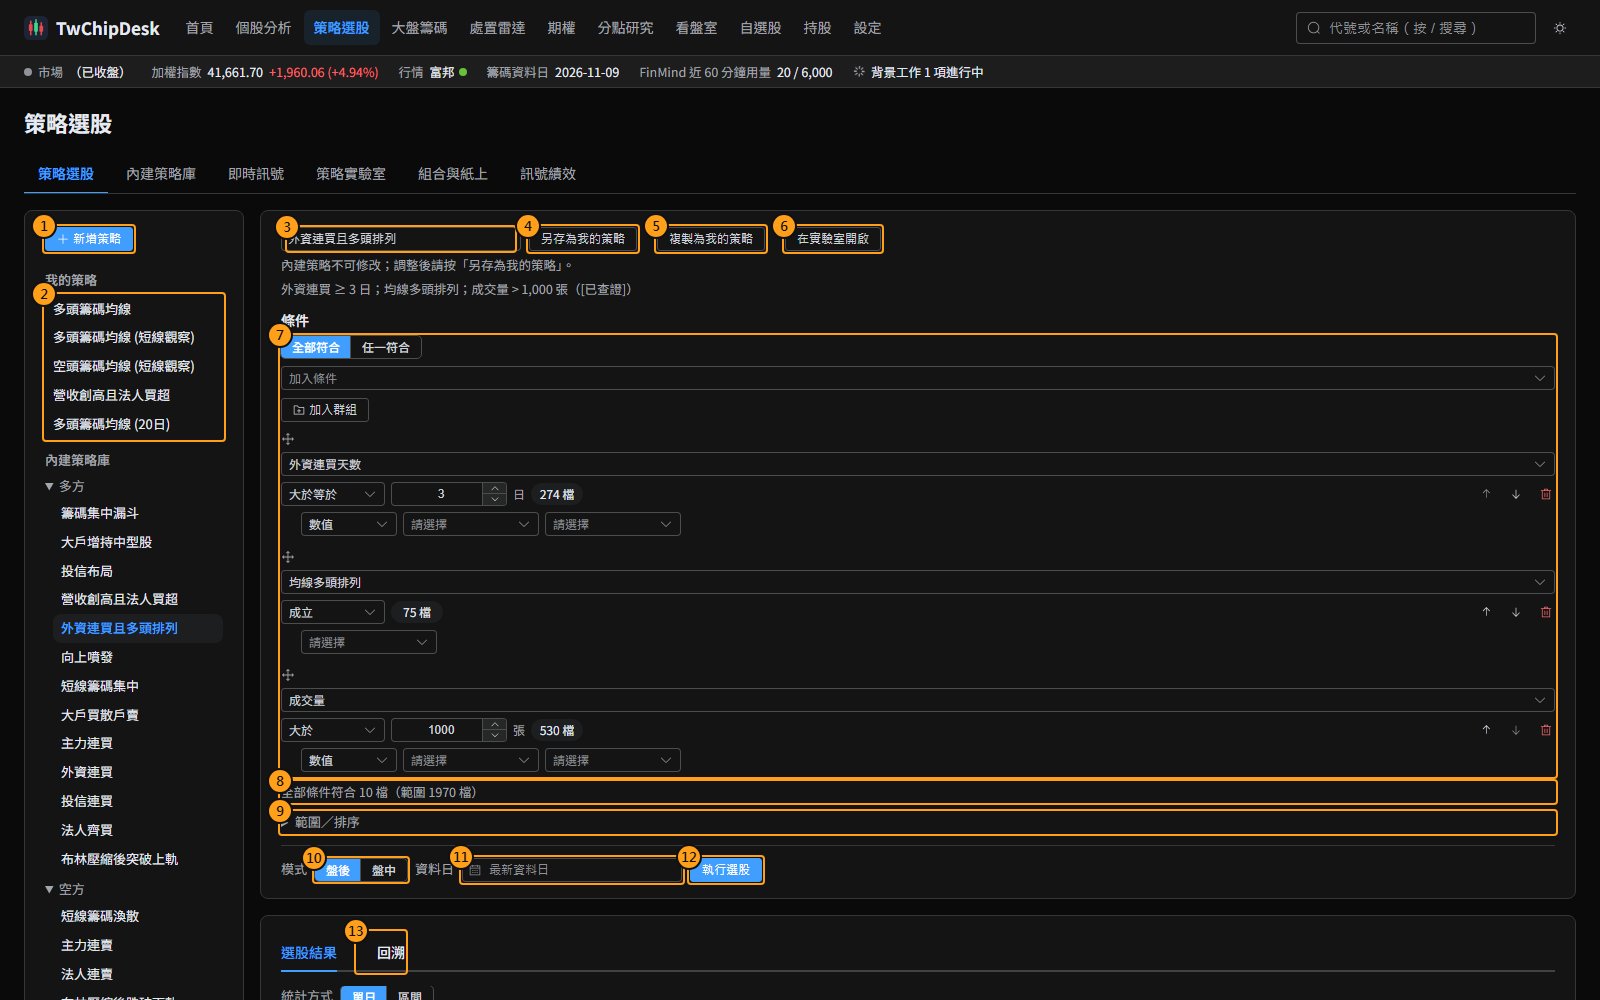 TwChipDesk 首頁 個股分析 策略選股 大盤籌碼 處置雷達 期權 分點研究 看盤室 自選股 持股 設定 代號或名稱 ( 按 / 搜尋 )
市場 （已收盤） 加權指數 41,661.70 +1,960.06 (+4.94%) 行情 富邦 籌碼資料日 2026-11-09 FinMind 近 60 分鐘用量 20 / 6,000 背景工作 1 項進行中
策略選股
策略選股 內建策略庫 即時訊號 策略實驗室 組合與紙上 訊號績效
1 + 新增策略
我的策略
2
多頭籌碼均線
多頭籌碼均線 (短線觀察)
空頭籌碼均線 (短線觀察)
營收創高且法人買超
多頭籌碼均線 (20日)
內建策略庫
▼ 多方
籌碼集中漏斗
大戶增持中型股
投信布局
營收創高且法人買超
外資連買且多頭排列
向上噴發
短線籌碼集中
大戶買散戶賣
主力連買
外資連買
投信連買
法人齊買
布林壓縮後突破上軌
▼ 空方
短線籌碼渙散
主力連賣
法人連賣
3 外資連買且多頭排列 4 另存為我的策略 5 複製為我的策略 6 在實驗室開啟
內建策略不可修改；調整後請按「另存為我的策略」。
外資連買 ≥ 3 日；均線多頭排列；成交量 > 1,000 張（[已查證]）
條件
7 全部符合 任一符合
加入條件
加入群組
外資連買天數
大於等於 3 日 274 檔
數值 請選擇 請選擇
均線多頭排列
成立 75 檔
請選擇
成交量
大於 1000 張 530 檔
數值 請選擇 請選擇
8 全部條件符合 10 檔（範圍 1970 檔）
9 範圍／排序
模式 10 盤後 盤中 資料日 11 最新資料日 12 執行選股
選股結果 13 回溯
統計方式 單日 區間